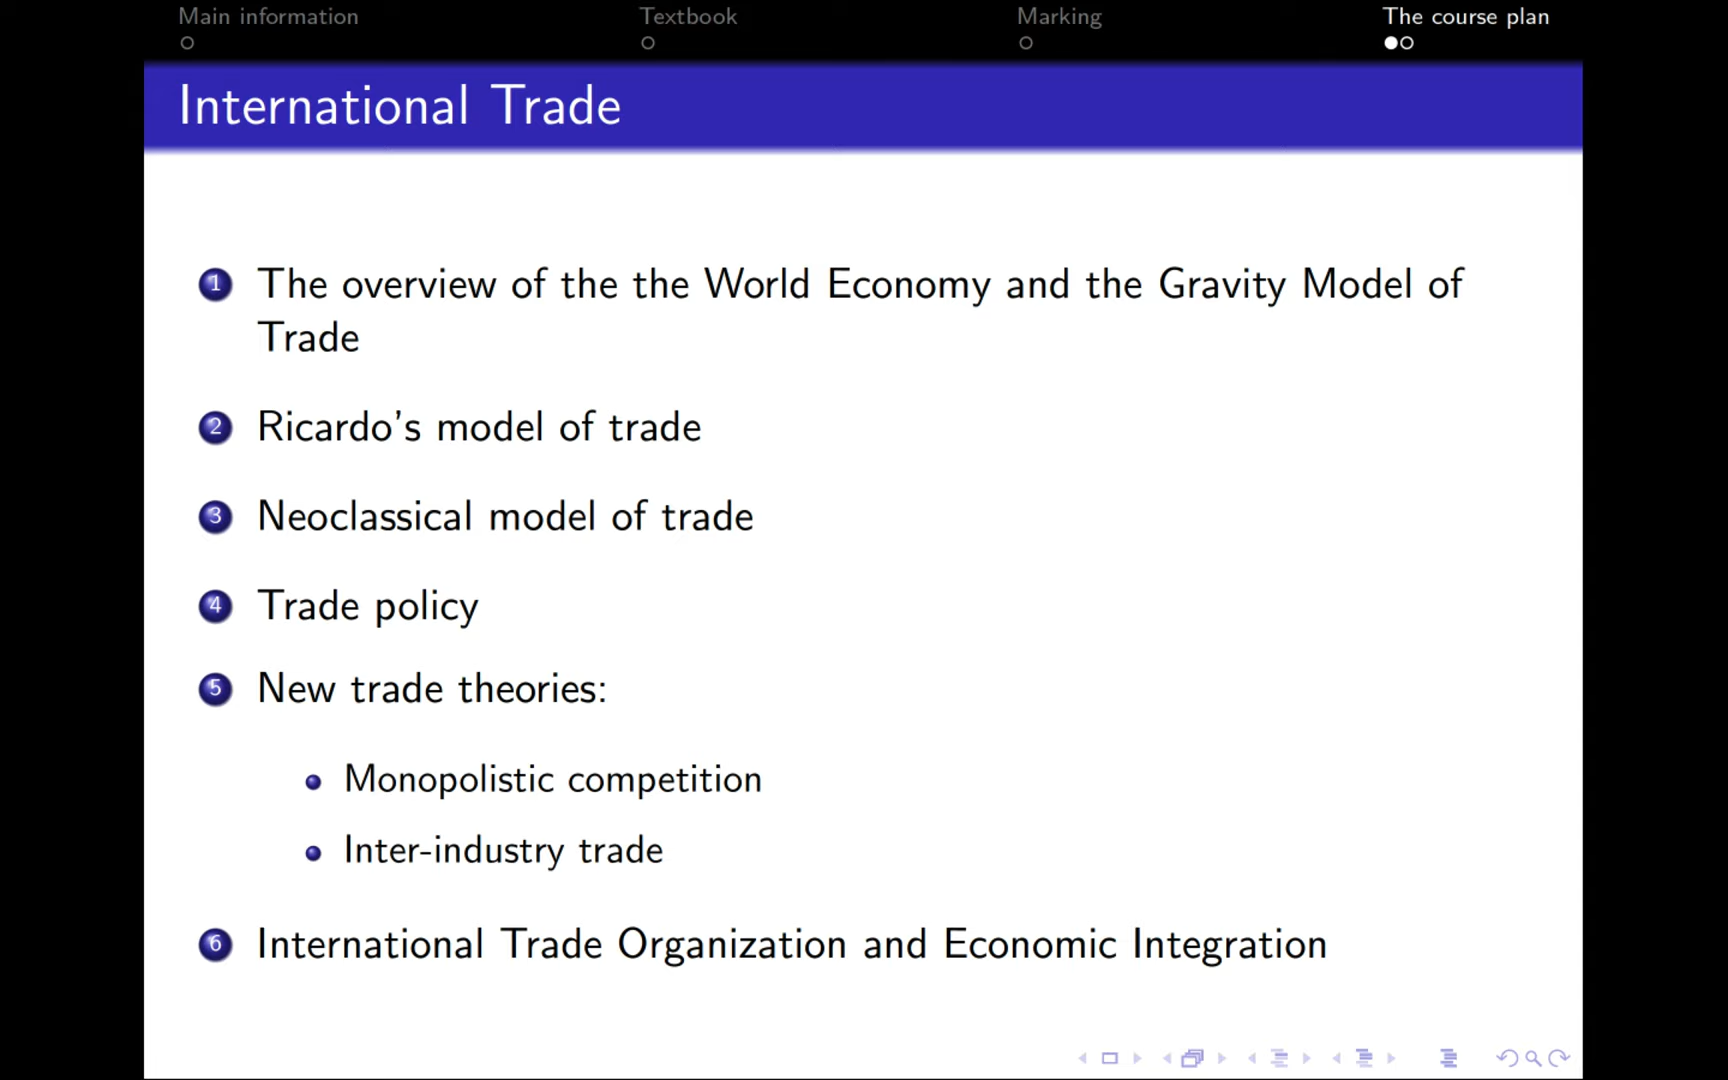 Main information Textbook Marking The course plan
International Trade
1 The overview of the the World Economy and the Gravity Model of
Trade
2 Ricardo's model of trade
3 Neoclassical model of trade
4 Trade policy
5 New trade theories:
Monopolistic competition
Inter-industry trade
6 International Trade Organization and Economic Integration